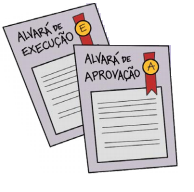 ALVARÁ DE
EXECUÇÃO
E
ALVARÁ DE
APROVAÇÃO
A